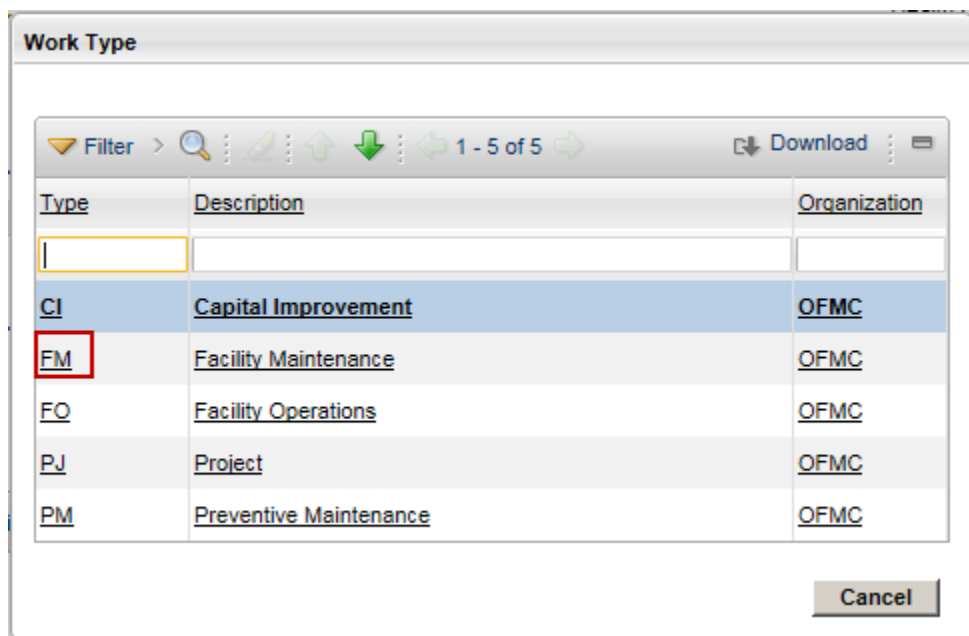 Work Type
Filter 1 - 5 of 5 Download
Type Description Organization
CI Capital Improvement OFMC
FM Facility Maintenance OFMC
FO Facility Operations OFMC
PJ Project OFMC
PM Preventive Maintenance OFMC
Cancel